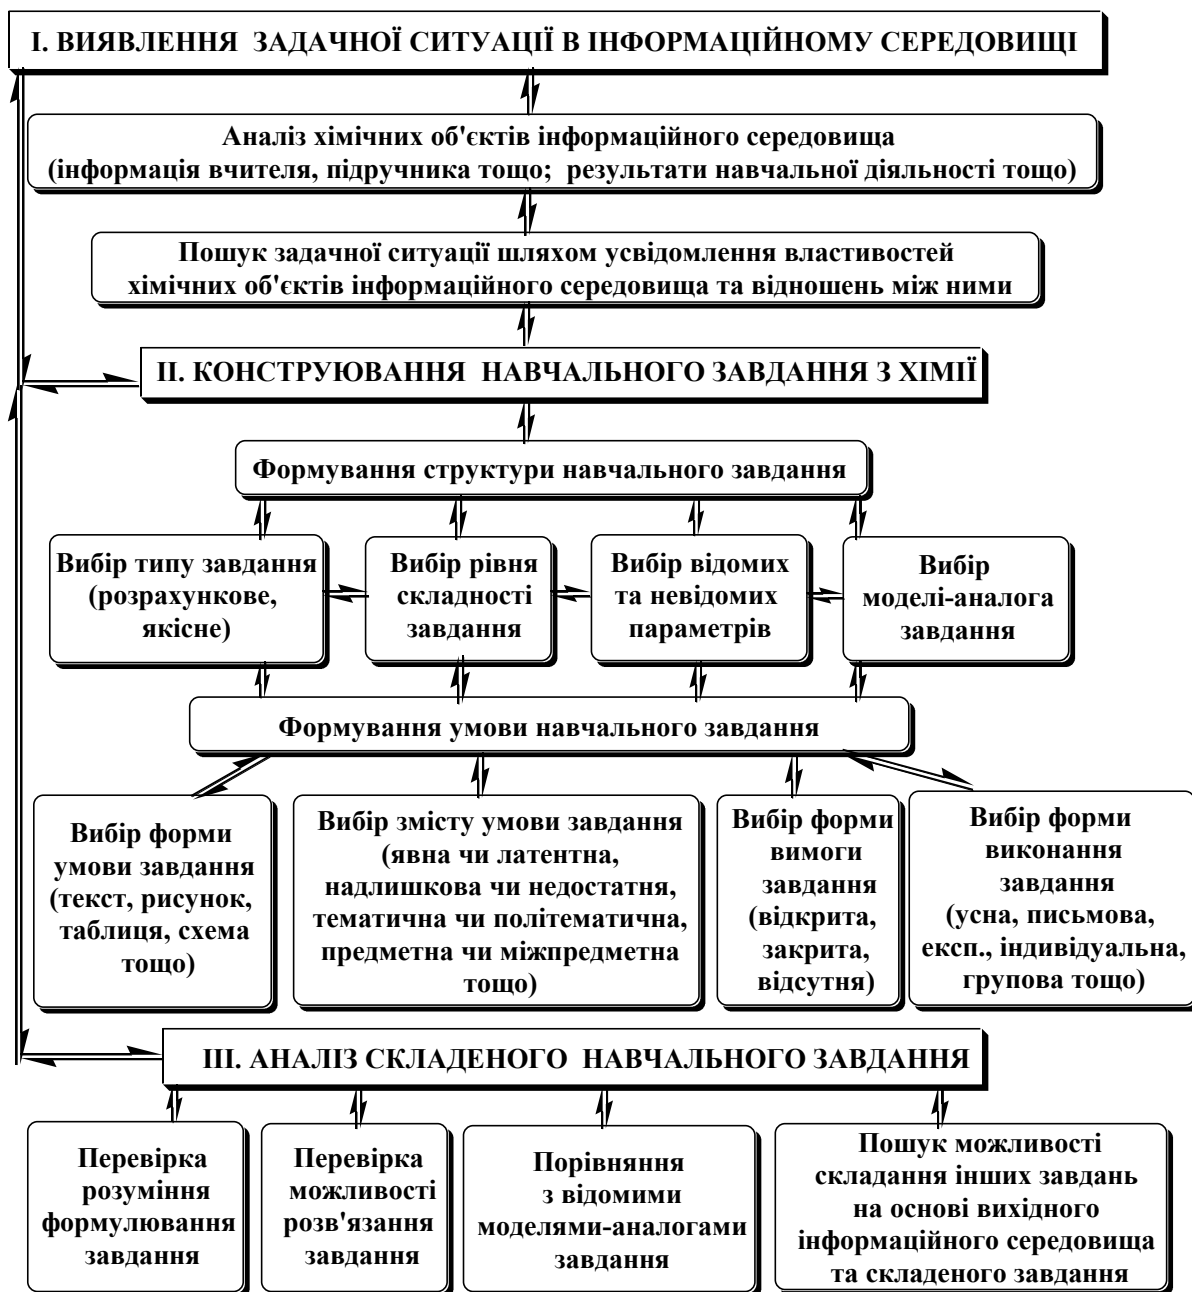 І. ВИЯВЛЕННЯ ЗАДАЧНОЇ СИТУАЦІЇ В ІНФОРМАЦІЙНОМУ СЕРЕДОВИЩІ
Аналіз хімічних об'єктів інформаційного середовища
(інформація вчителя, підручника тощо; результати навчальної діяльності тощо)
Пошук задачної ситуації шляхом усвідомлення властивостей
хімічних об'єктів інформаційного середовища та відношень між ними
ІІ. КОНСТРУЮВАННЯ НАВЧАЛЬНОГО ЗАВДАННЯ З ХІМІЇ
Формування структури навчального завдання
Вибір типу завдання
(розрахункове,
якісне)
Вибір рівня
складності
завдання
Вибір відомих
та невідомих
параметрів
Вибір
моделі-аналога
завдання
Формування умови навчального завдання
Вибір форми
умови завдання
(текст, рисунок,
таблиця, схема
тощо)
Вибір змісту умови завдання
(явна чи латентна,
надлишкова чи недостатня,
тематична чи політематична,
предметна чи міжпредметна
тощо)
Вибір форми
вимоги
завдання
(відкрита,
закрита,
відсутня)
Вибір форми
виконання
завдання
(усна, письмова,
експ., індивідуальна,
групова тощо)
ІІІ. АНАЛІЗ СКЛАДЕНОГО НАВЧАЛЬНОГО ЗАВДАННЯ
Перевірка
розуміння
формулювання
завдання
Перевірка
можливості
розв'язання
завдання
Порівняння
з відомими
моделями-аналогами
завдання
Пошук можливості
складання інших завдань
на основі вихідного
інформаційного середовища
та складеного завдання